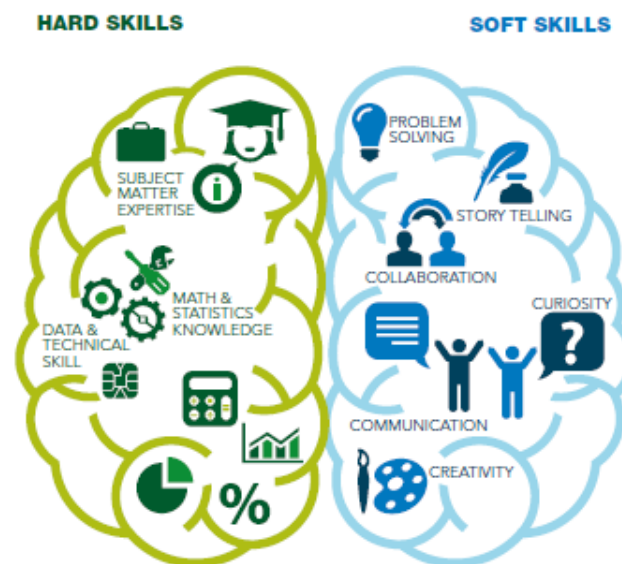 HARD SKILLS
SOFT SKILLS
SUBJECT
MATTER
EXPERTISE
i
MATH &
STATISTICS
KNOWLEDGE
DATA &
TECHNICAL
SKILL
%
PROBLEM
SOLVING
STORY TELLING
COLLABORATION
CURIOSITY
?
COMMUNICATION
CREATIVITY